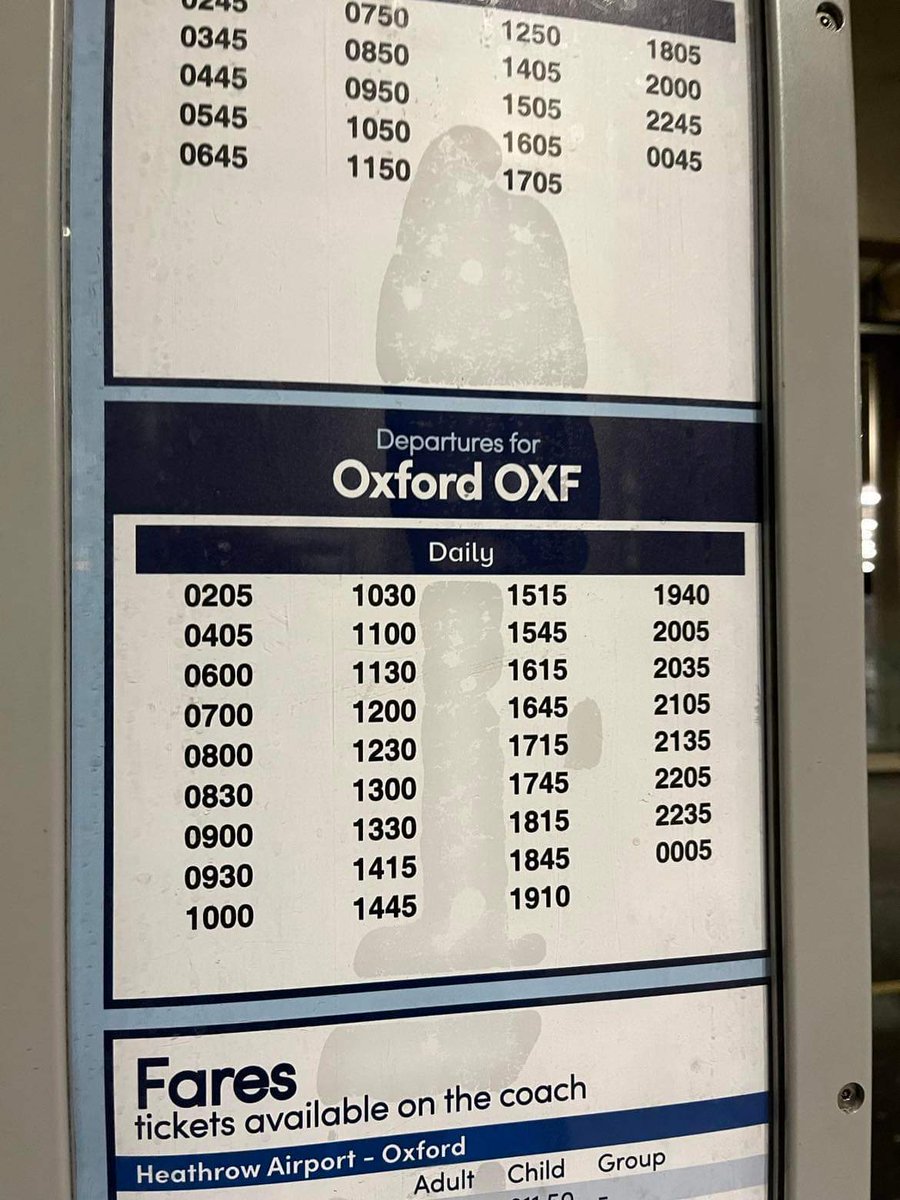 0245 0750 1250 1805
0345 0850 1405 2000
0445 0950 1505 2245
0545 1050 1605 0045
0645 1150 1705
Departures for
Oxford OXF
Daily
0205 1030 1515 1940
0405 1100 1545 2005
0600 1130 1615 2035
0700 1200 1645 2105
0800 1230 1715 2135
0830 1300 1745 2205
0900 1330 1815 2235
0930 1415 1845 0005
1000 1445 1910
Fares
tickets available on the coach
Heathrow Airport - Oxford
Adult Child Group